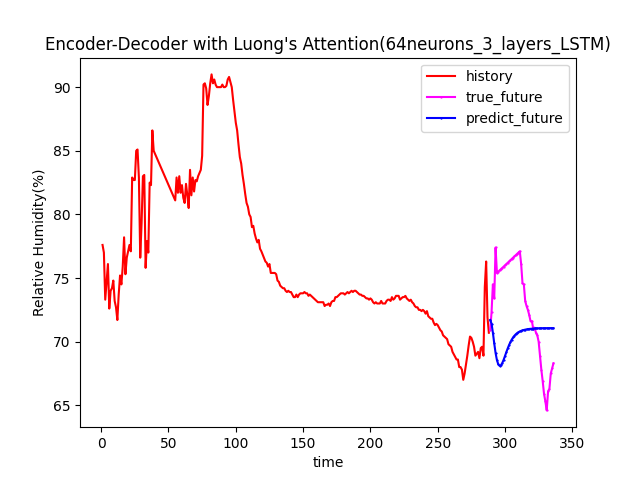 Encoder-Decoder with Luong's Attention(64neurons_3_layers_LSTM)
history
true_future
predict_future
Relative Humidity(%)
90
85
80
75
70
65
0 50 100 150 200 250 300 350
time